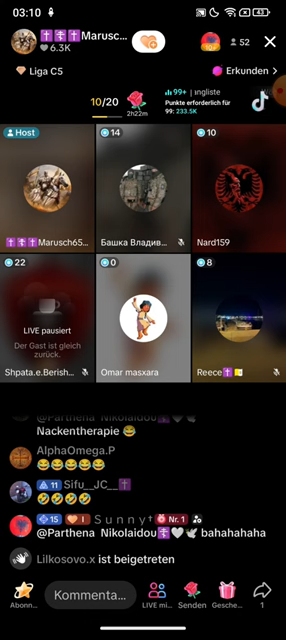 03:10
43
✝️☦️✝️Marusc...
6.3K
52
Liga C5
Erkunden >
10/20
2h22m
99+ | ıngliste
Punkte erforderlich für
99: 233.5K
Host
14
10
✝️☦️✝️Marusch65...
Башка Владив...
Nard159
22
0
8
LIVE pausiert
Der Gast ist gleich
zurück.
Shpata.e.Berish...
Omar masxara
Reece✝️🇻🇦
@Parthena Nikolaidou☦️🤍🕊️
Nackentherapie 😂
AlphaOmega.P
😂😂😂😂😂
11 Sifu__JC__✝️
🤣🤣🤣🤣
15 I S u n n y ✝ Nr. 1
@Parthena Nikolaidou☦️🤍🕊️ bahahahaha
Lilkosovo.x ist beigetreten
Kommenta...
Abonn...
LIVE mi...
Senden
Gesche...
1